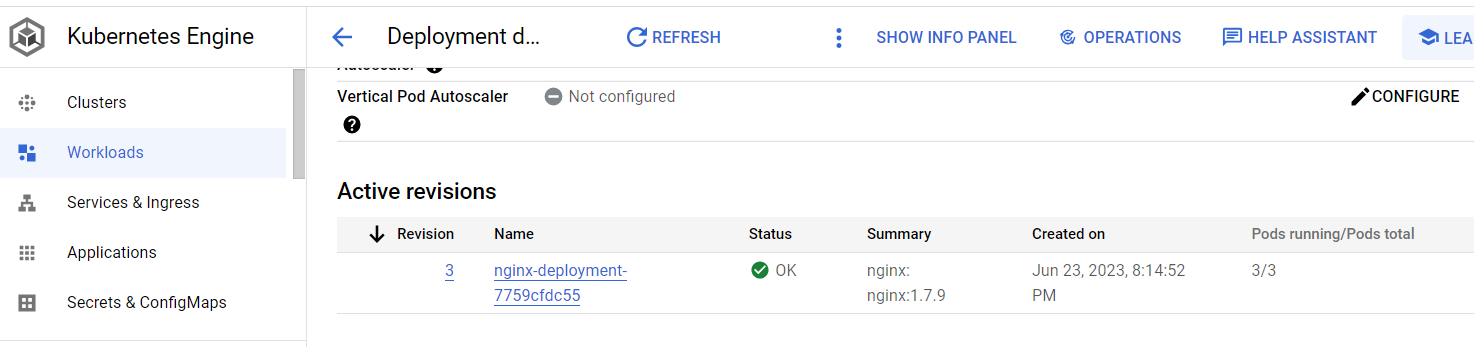 Kubernetes Engine
Deployment d...
REFRESH
SHOW INFO PANEL
OPERATIONS
HELP ASSISTANT
LEA
Clusters
Workloads
Services & Ingress
Applications
Secrets & ConfigMaps
Autoscaler ?
Vertical Pod Autoscaler
?
Not configured
CONFIGURE
Active revisions
Revision Name Status Summary Created on Pods running/Pods total
3 nginx-deployment- OK nginx: Jun 23, 2023, 8:14:52 3/3
7759cfdc55 nginx:1.7.9 PM